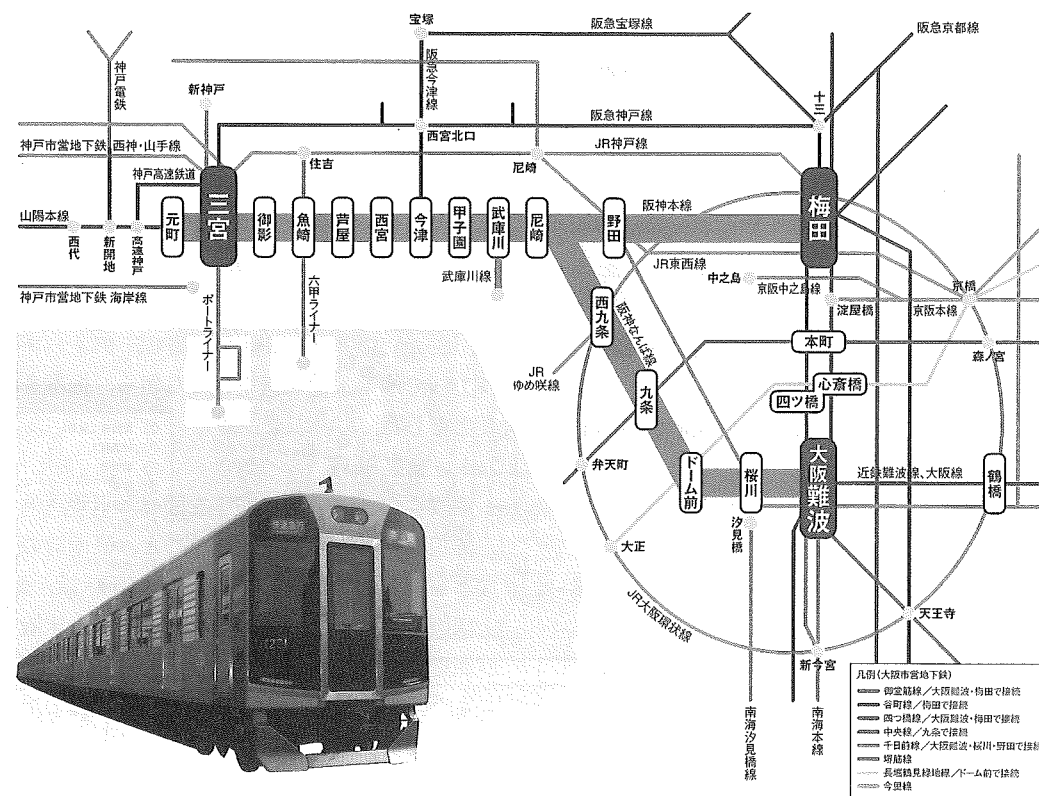 宝塚
阪急宝塚線
阪急京都線
阪急今津線
神戸電鉄
新神戸
十三
阪急神戸線
西宮北口
神戸市営地下鉄 西神・山手線
住吉
尼崎
JR神戸線
神戸高速鉄道
山陽本線
西代
新開地
高速神戸
元町
三宮
御影
魚崎
芦屋
西宮
今津
甲子園
武庫川
尼崎
野田
阪神本線
梅田
武庫川線
JR東西線
中之島
京阪中之島線
京橋
淀屋橋
京阪本線
神戸市営地下鉄 海岸線
ポートライナー
六甲ライナー
西九条
阪神なんば線
本町
森ノ宮
JR
ゆめ咲線
九条
心斎橋
四ツ橋
弁天町
ドーム前
桜川
大阪難波
近鉄難波線、大阪線
鶴橋
汐見橋
大正
JR大阪環状線
天王寺
新今宮
南海汐見橋線
南海本線
凡例(大阪市営地下鉄)
御堂筋線／大阪難波・梅田で接続
谷町線／梅田で接続
四つ橋線／大阪難波・梅田で接続
中央線／九条で接続
千日前線／大阪難波・桜川・野田で接続
堺筋線
長堀鶴見緑地線／ドーム前で接続
今里線